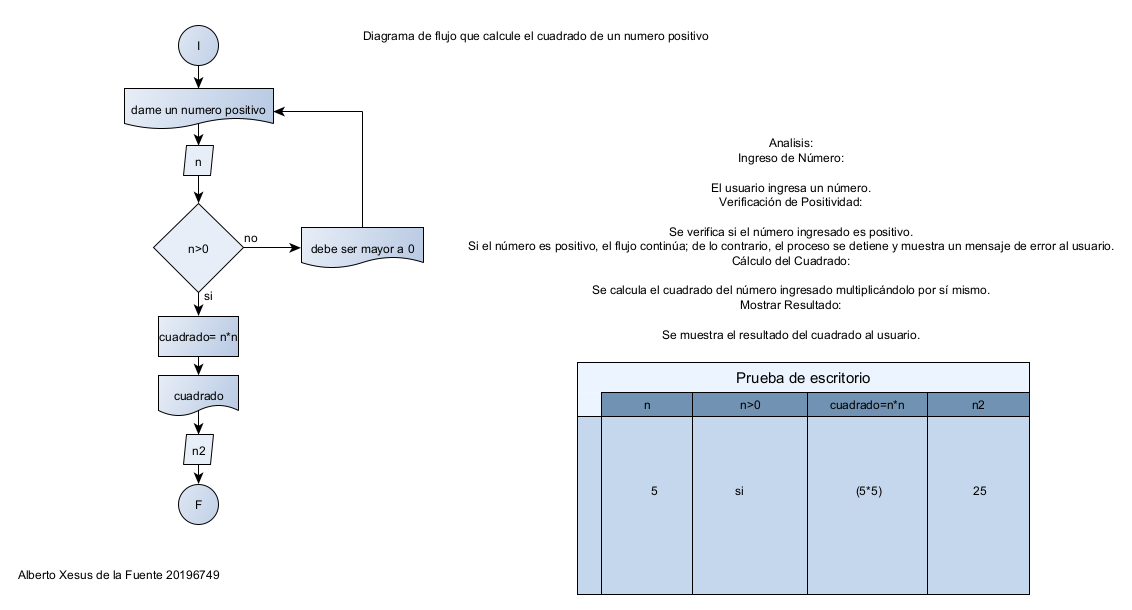 Diagrama de flujo que calcule el cuadrado de un numero positivo
I
dame un numero positivo
n
n>0
no
debe ser mayor a 0
si
cuadrado= n*n
cuadrado
n2
F
Analisis:
Ingreso de Número:
El usuario ingresa un número.
Verificación de Positividad:
Se verifica si el número ingresado es positivo.
Si el número es positivo, el flujo continúa; de lo contrario, el proceso se detiene y muestra un mensaje de error al usuario.
Cálculo del Cuadrado:
Se calcula el cuadrado del número ingresado multiplicándolo por sí mismo.
Mostrar Resultado:
Se muestra el resultado del cuadrado al usuario.
Prueba de escritorio
n n>0 cuadrado=n*n n2
5 si (5*5) 25
Alberto Xesus de la Fuente 20196749